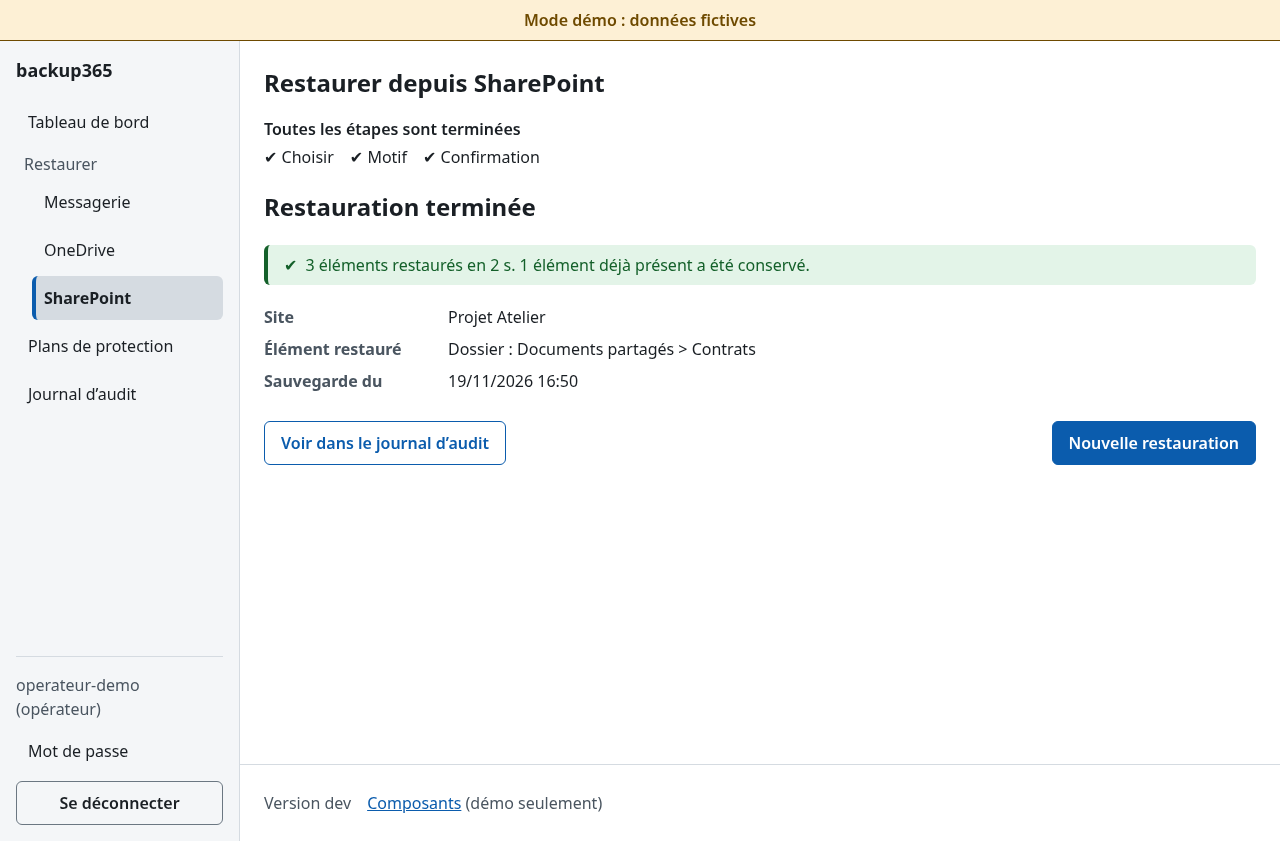 Mode démo : données fictives
backup365
Tableau de bord
Restaurer
Messagerie
OneDrive
SharePoint
Plans de protection
Journal d’audit
operateur-demo
(opérateur)
Mot de passe
Se déconnecter
Restaurer depuis SharePoint
Toutes les étapes sont terminées
✔ Choisir ✔ Motif ✔ Confirmation
Restauration terminée
✔ 3 éléments restaurés en 2 s. 1 élément déjà présent a été conservé.
Site Projet Atelier
Élément restauré Dossier : Documents partagés > Contrats
Sauvegarde du 19/11/2026 16:50
Voir dans le journal d’audit Nouvelle restauration
Version dev Composants (démo seulement)